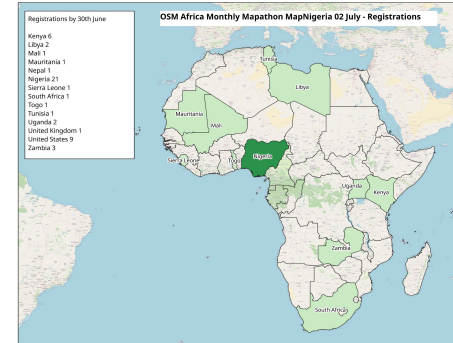 OSM Africa Monthly Mapathon MapNigeria 02 July - Registrations
Registrations by 30th June
Kenya 6
Libya 2
Mali 1
Mauritania 1
Nepal 1
Nigeria 21
Sierra Leone 1
South Africa 1
Togo 1
Tunisia 1
Uganda 2
United Kingdom 1
United States 9
Zambia 3
Tunisia
Libya
Mauritania
Mali
Sierra Leone
Togo
Nigeria
Uganda
Kenya
Zambia
South Africa